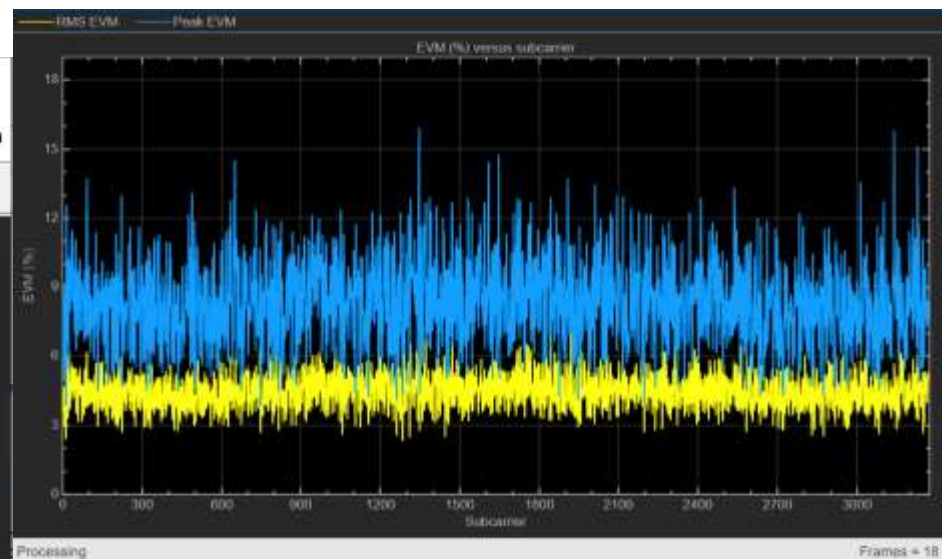 RMS EVM Peak EVM
EVM (%) versus subcarrier
18
15
12
9
6
3
0
EVM (%)
0 300 600 900 1200 1500 1800 2100 2400 2700 3000
Subcarrier
Processing Frames = 18